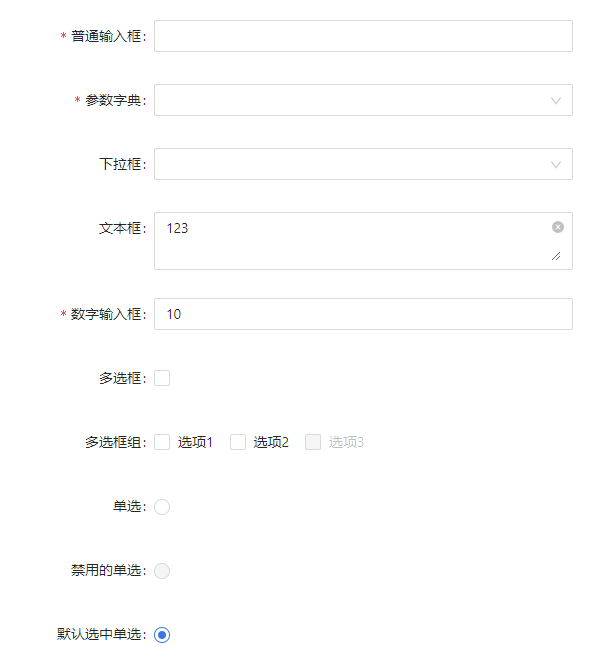 * 普通输入框:
* 参数字典:
下拉框:
文本框: 123
* 数字输入框: 10
多选框:
多选框组: 选项1 选项2 选项3
单选:
禁用的单选:
默认选中单选: